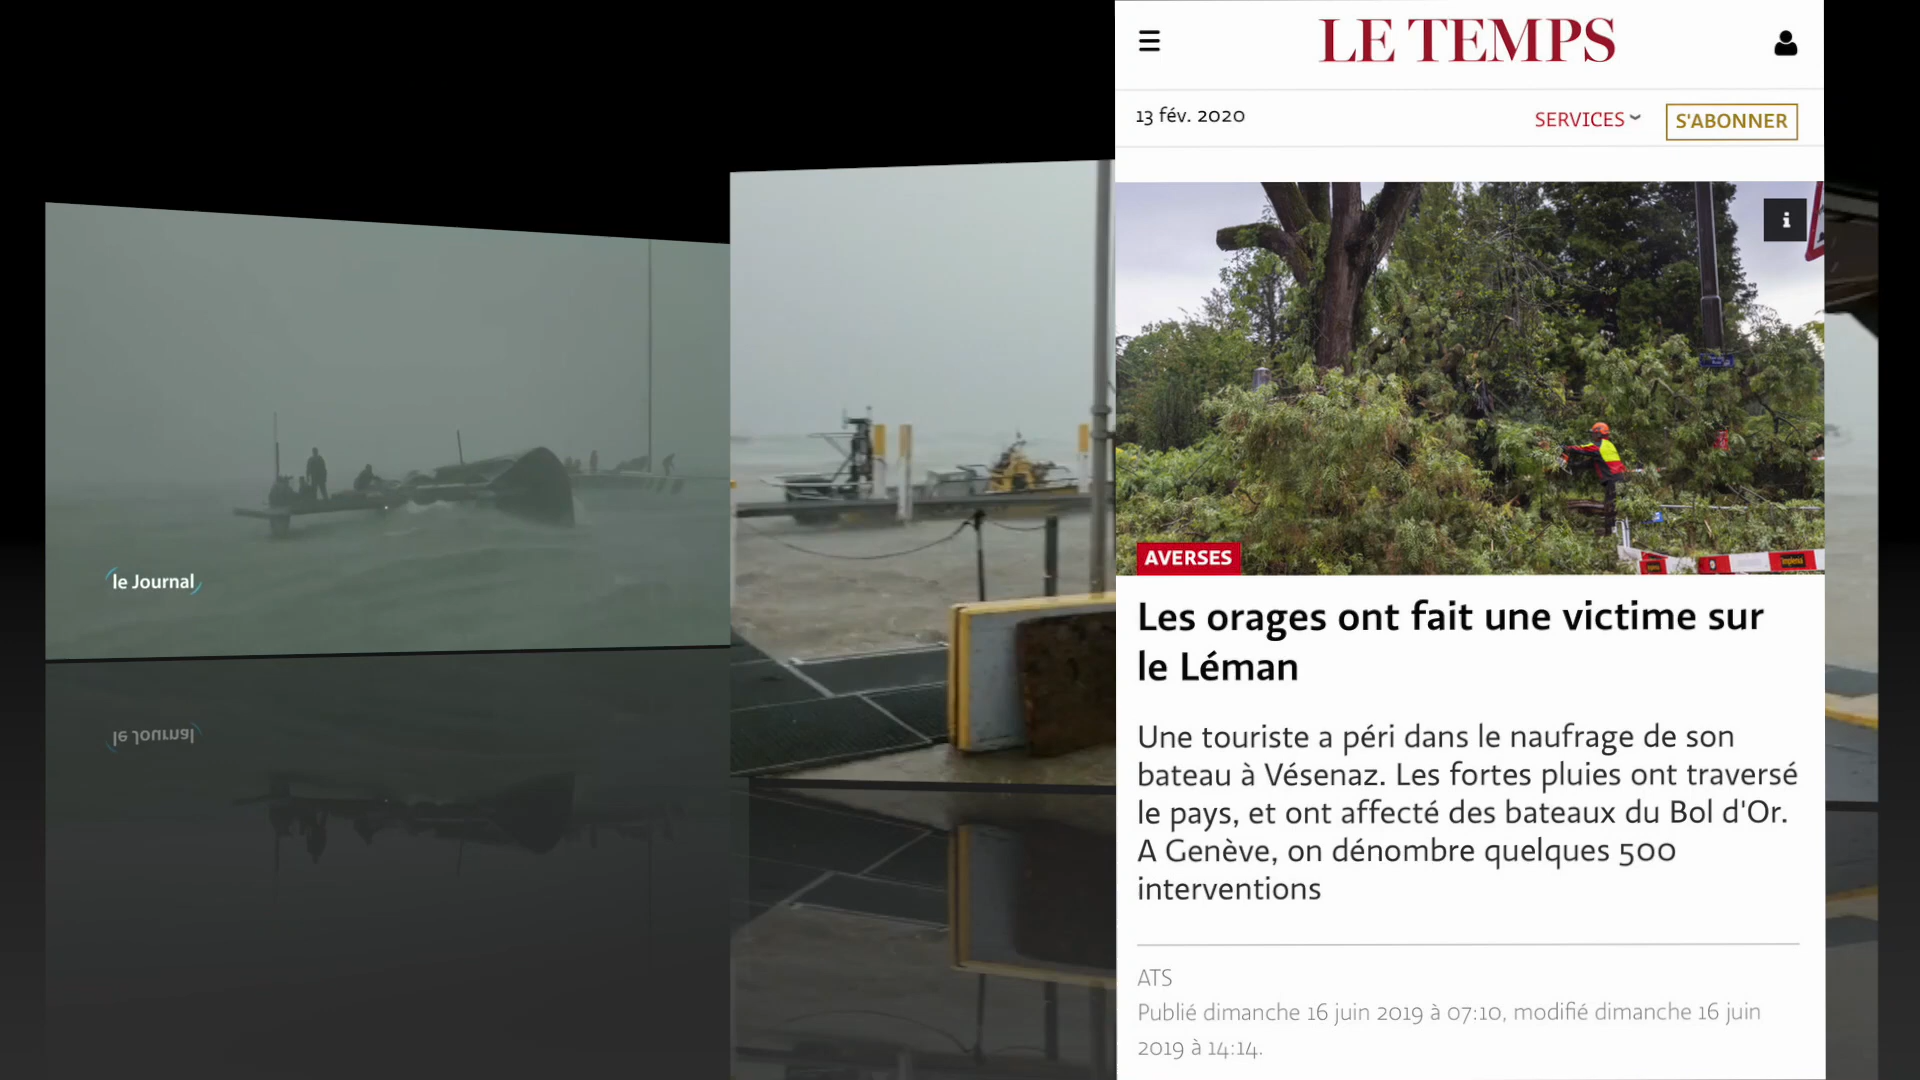 le Journal
LE TEMPS
13 fév. 2020
SERVICES
S'ABONNER
i
AVERSES
Les orages ont fait une victime sur
le Léman
Une touriste a péri dans le naufrage de son
bateau à Vésenaz. Les fortes pluies ont traversé
le pays, et ont affecté des bateaux du Bol d'Or.
A Genève, on dénombre quelques 500
interventions
ATS
Publié dimanche 16 juin 2019 à 07:10, modifié dimanche 16 juin
2019 à 14:14.